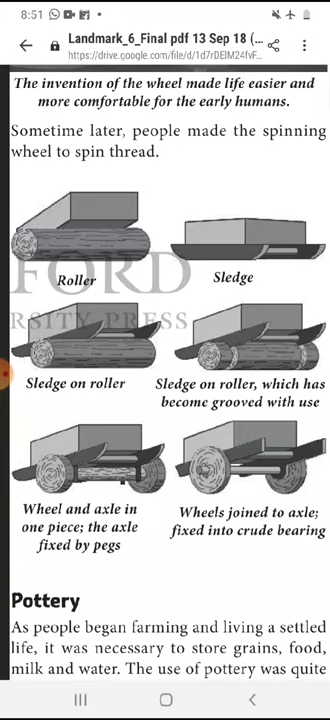 8:51
Landmark_6_Final pdf 13 Sep 18 (...
https://drive.google.com/file/d/1d7rDElM24fvF...
The invention of the wheel made life easier and
more comfortable for the early humans.
Sometime later, people made the spinning
wheel to spin thread.
FORD
RSITY PRESS
Roller
Sledge
Sledge on roller
Sledge on roller, which has
become grooved with use
Wheel and axle in
one piece; the axle
fixed by pegs
Wheels joined to axle;
fixed into crude bearing
Pottery
As people began farming and living a settled
life, it was necessary to store grains, food,
milk and water. The use of pottery was quite